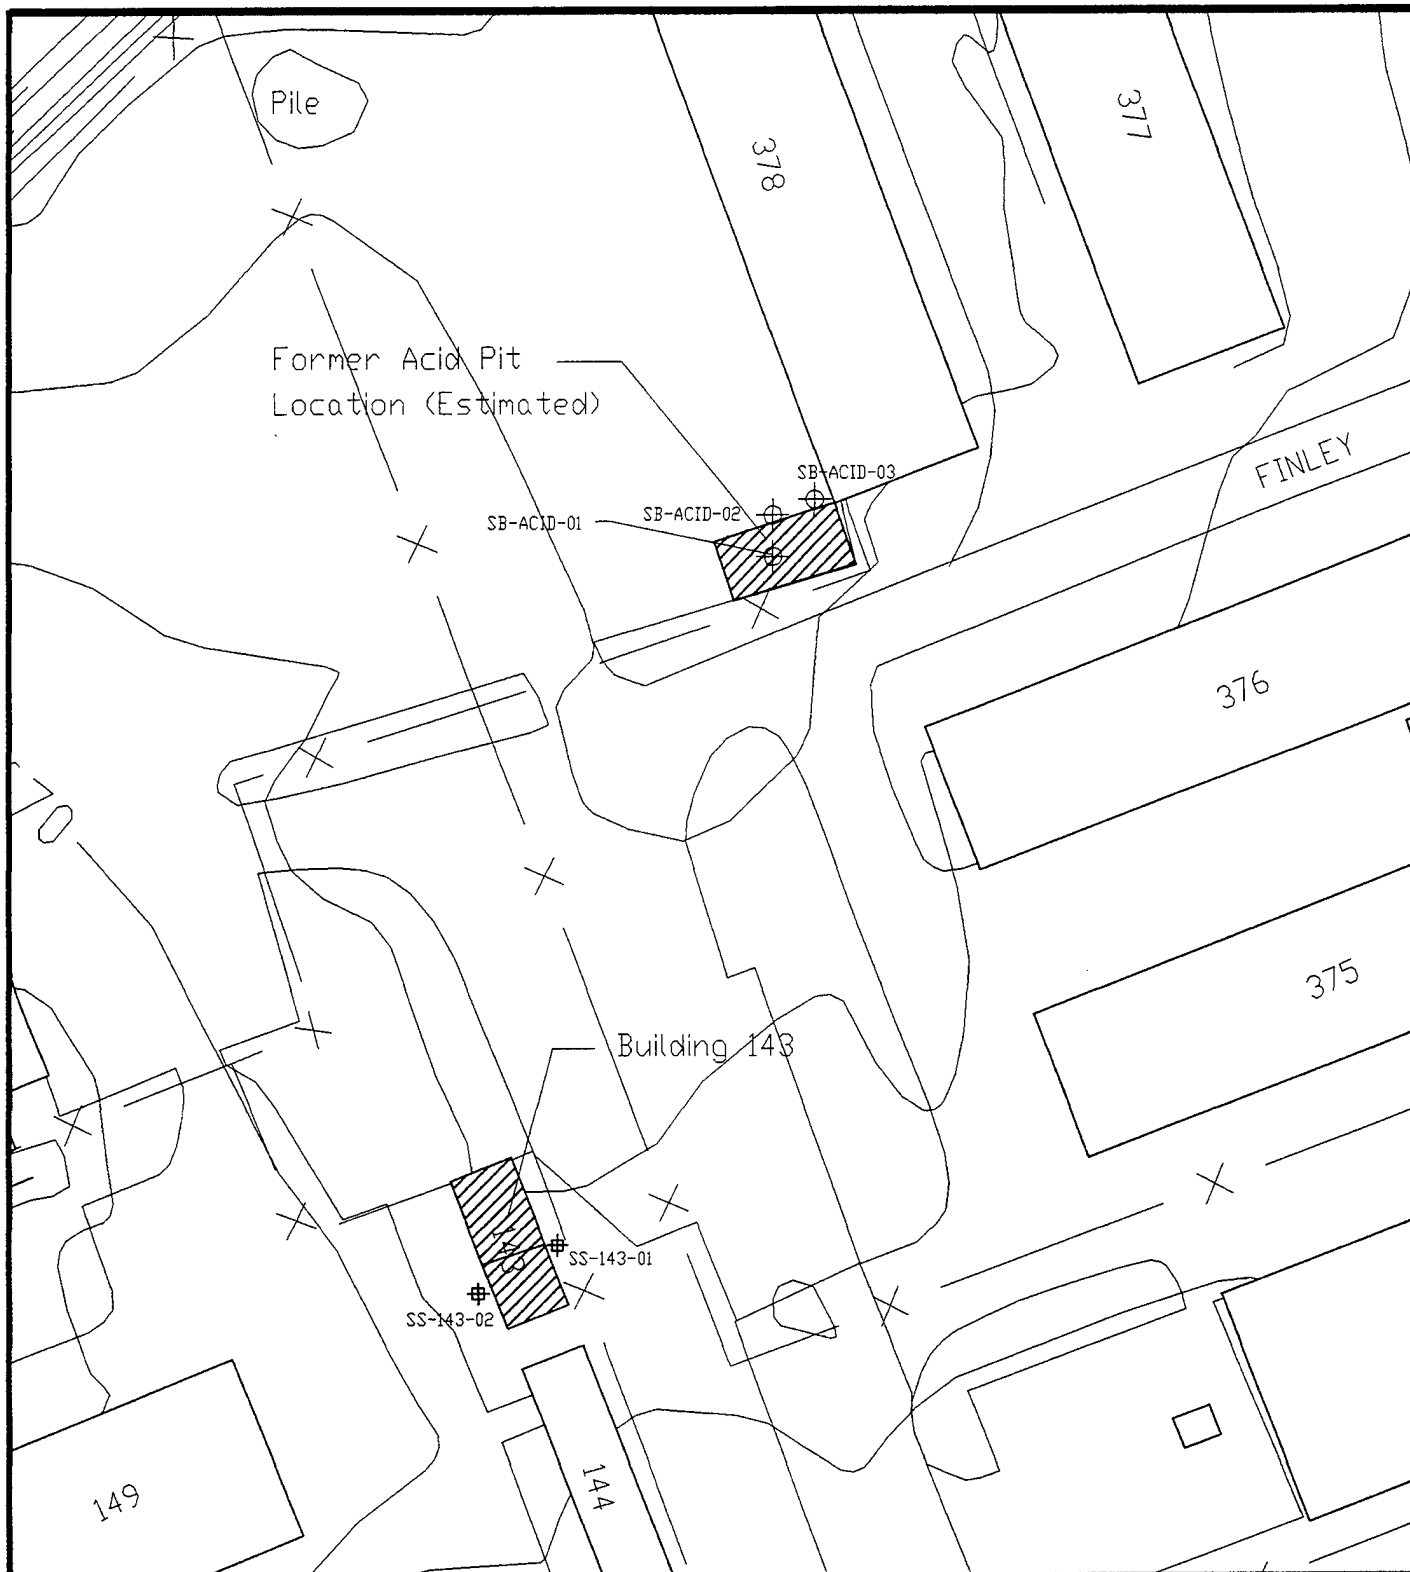 Pile
377
378
Former Acid Pit
Location (Estimated)
FINLEY
SB-ACID-03
SB-ACID-02
SB-ACID-01
376
70
375
Building 143
143
SS-143-01
SS-143-02
144
149